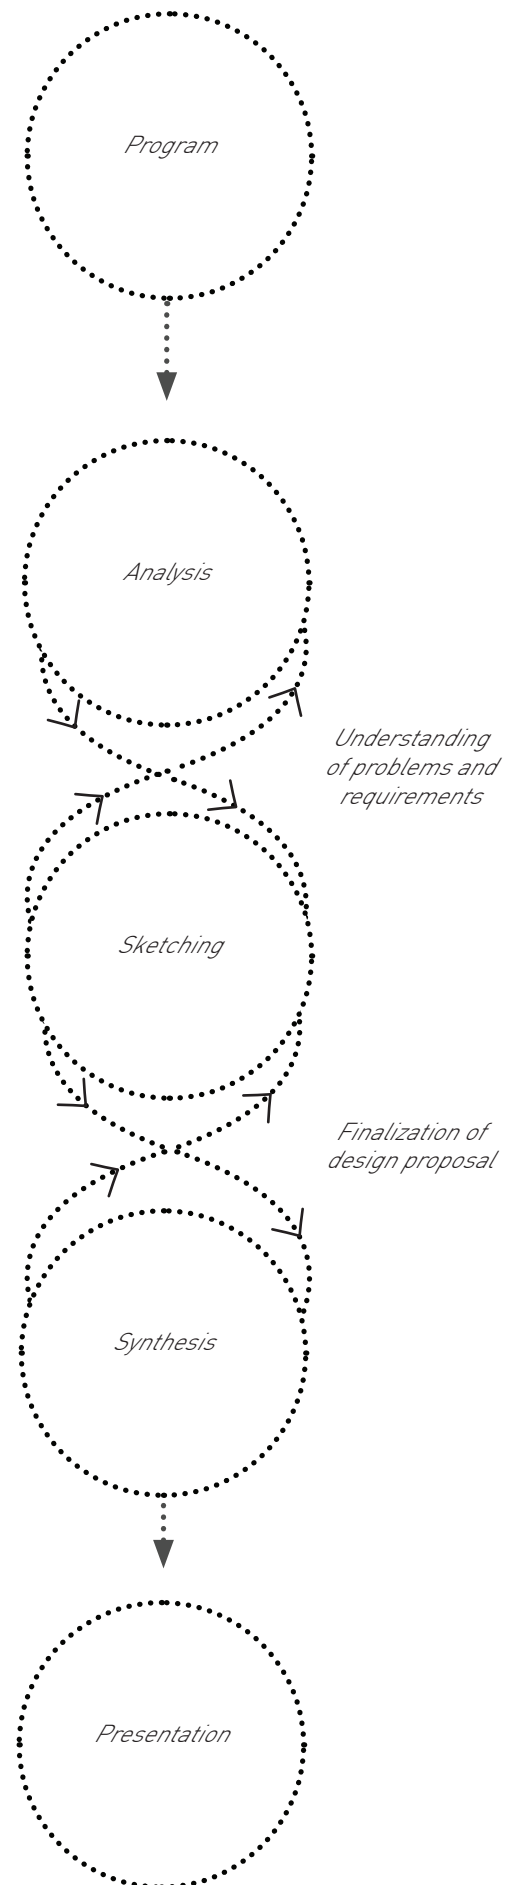 Program
Analysis
Understanding
of problems and
requirements
Sketching
Finalization of
design proposal
Synthesis
Presentation